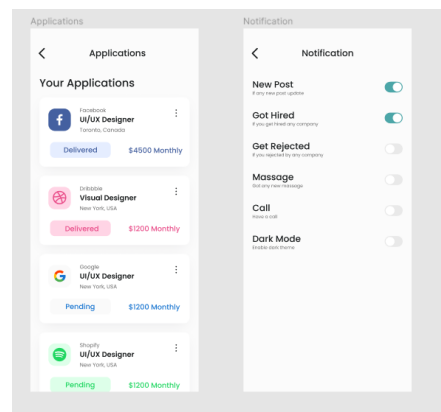 Applications
Applications
Your Applications
Facebook
UI/UX Designer
Toronto, Canada
Delivered $4500 Monthly
Dribbble
Visual Designer
New York, USA
Delivered $1200 Monthly
Google
UI/UX Designer
New York, USA
Pending $1200 Monthly
Shopify
UI/UX Designer
New York, USA
Pending $1200 Monthly
Notification
Notification
New Post
If any new post update
Got Hired
If you get hired any company
Get Rejected
If you rejected by any company
Massage
Got any new massage
Call
Have a call
Dark Mode
Enable dark theme